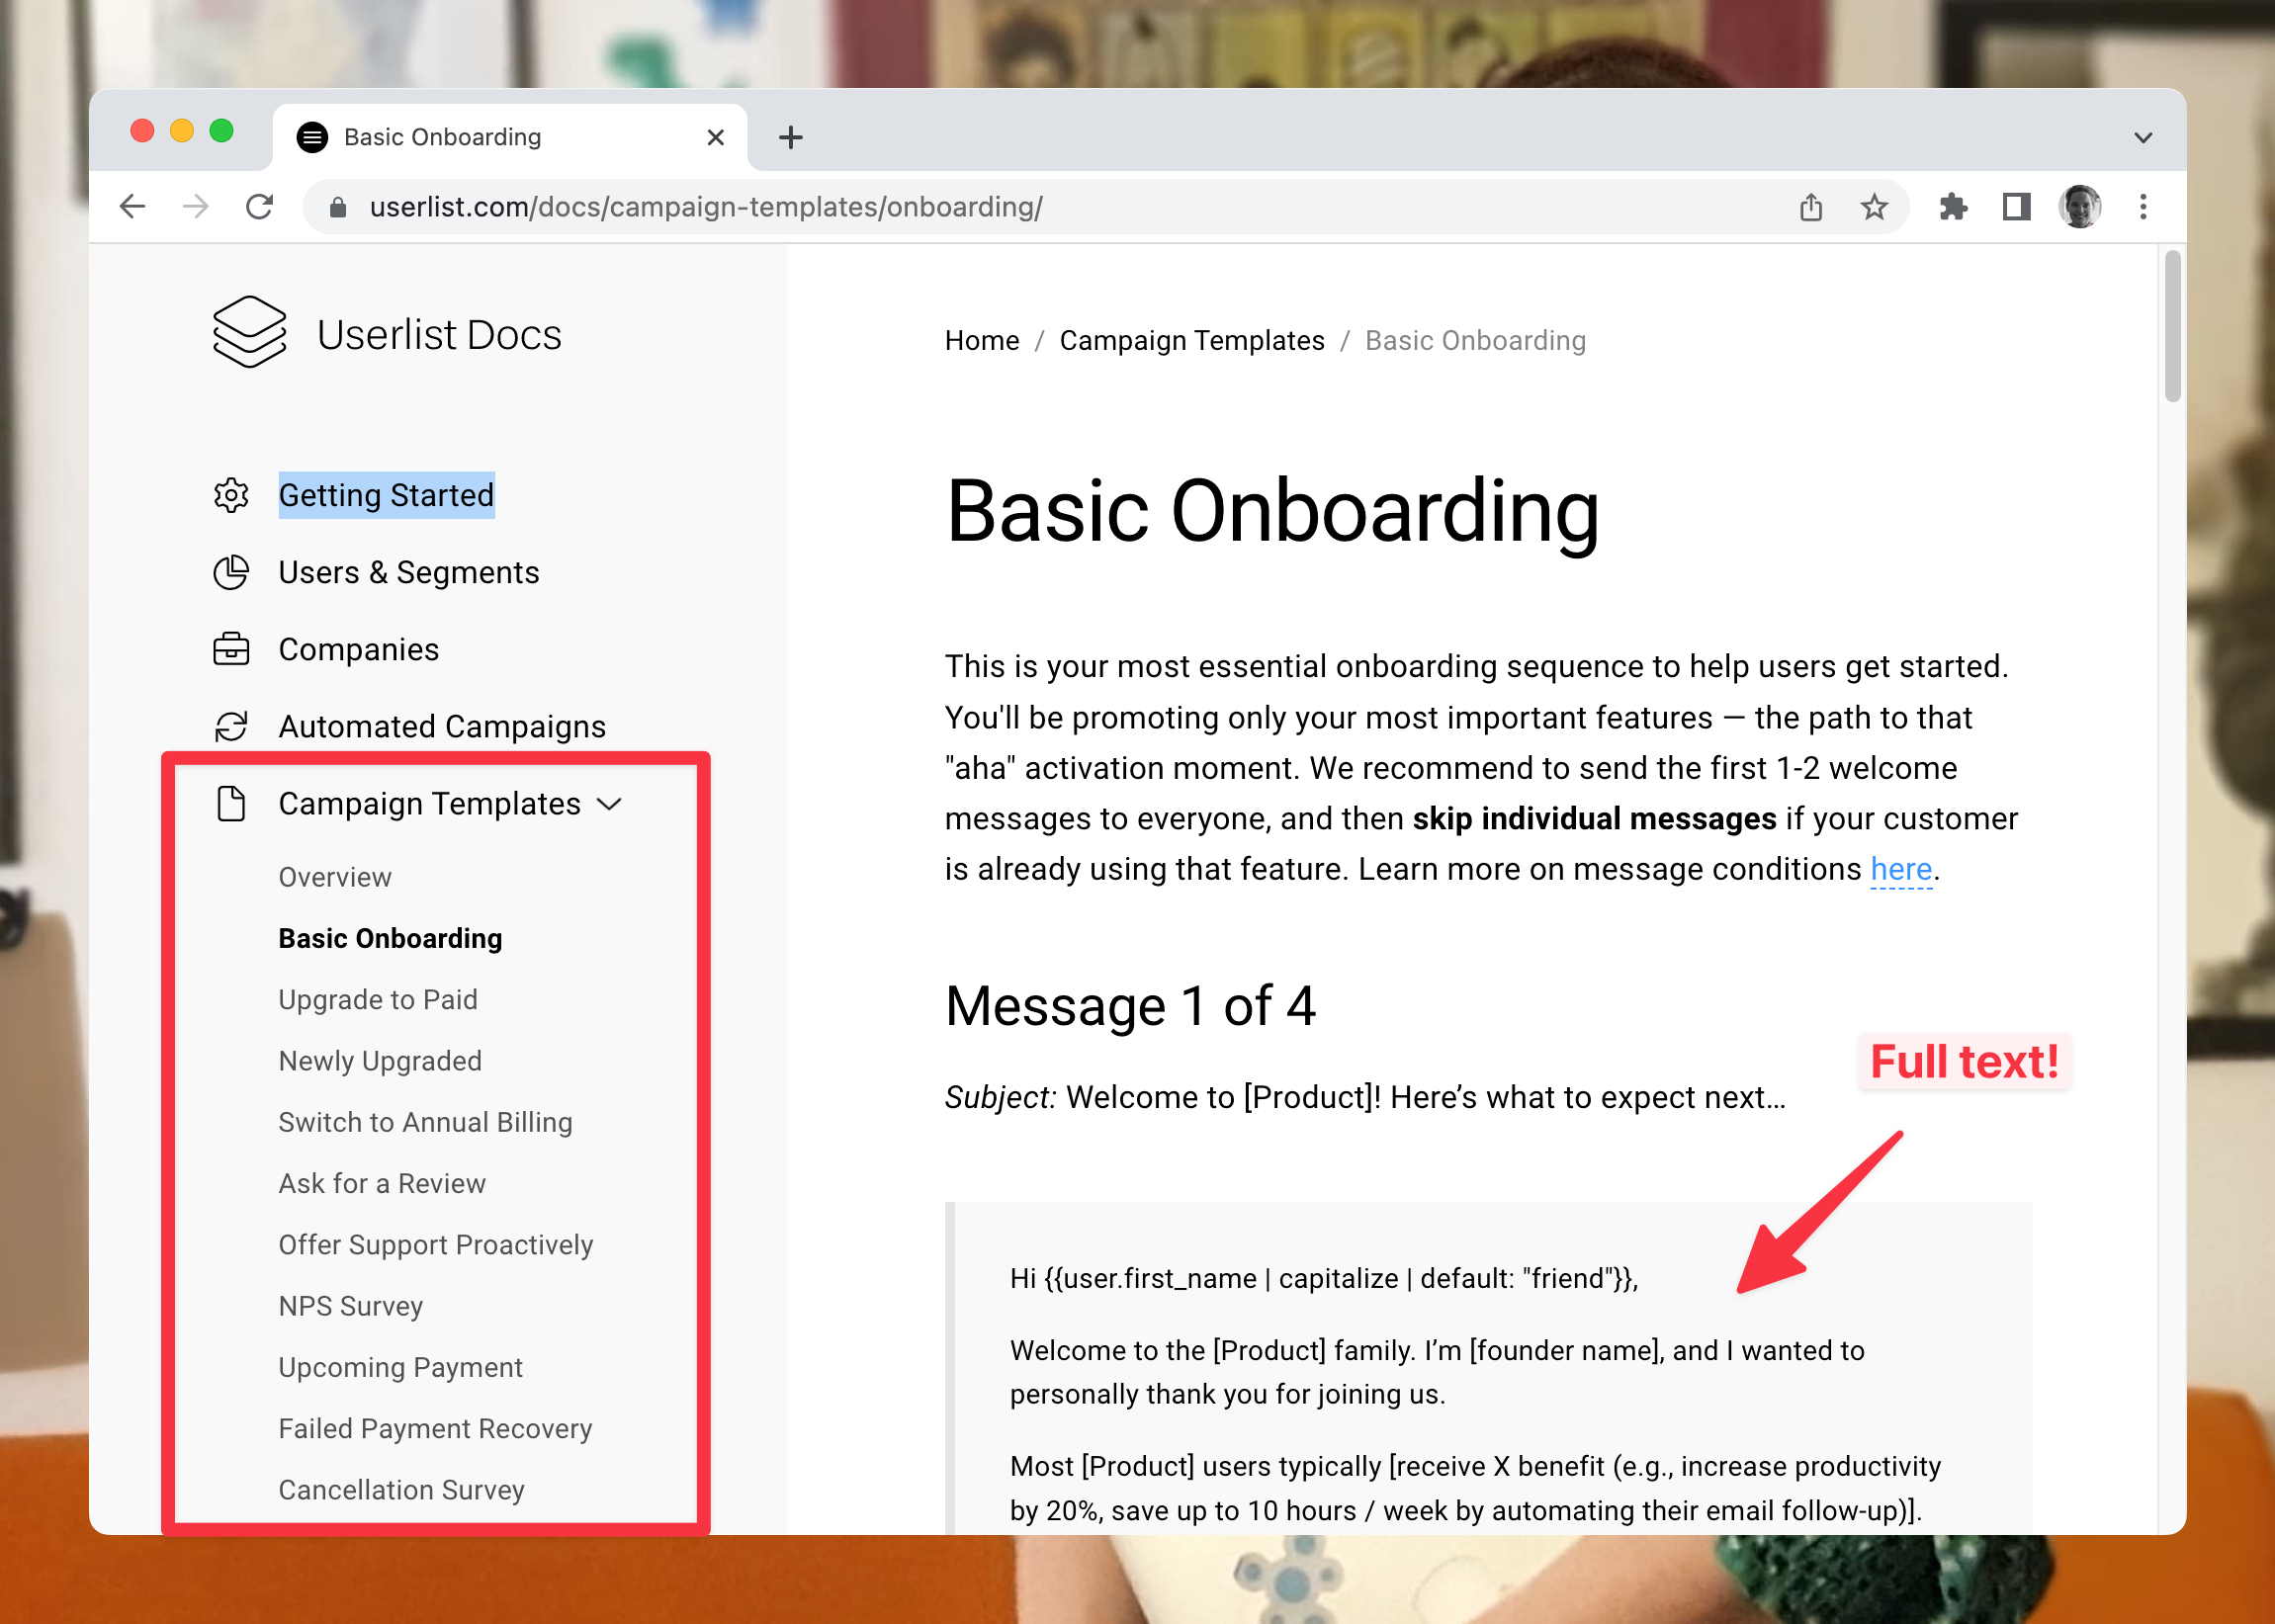 Basic Onboarding
userlist.com/docs/campaign-templates/onboarding/
Userlist Docs
Getting Started
Users & Segments
Companies
Automated Campaigns
Campaign Templates
Overview
Basic Onboarding
Upgrade to Paid
Newly Upgraded
Switch to Annual Billing
Ask for a Review
Offer Support Proactively
NPS Survey
Upcoming Payment
Failed Payment Recovery
Cancellation Survey
Home / Campaign Templates / Basic Onboarding
Basic Onboarding
This is your most essential onboarding sequence to help users get started.
You'll be promoting only your most important features — the path to that
"aha" activation moment. We recommend to send the first 1-2 welcome
messages to everyone, and then skip individual messages if your customer
is already using that feature. Learn more on message conditions here.
Message 1 of 4
Full text!
Subject: Welcome to [Product]! Here’s what to expect next…
Hi {{user.first_name | capitalize | default: "friend"}},
Welcome to the [Product] family. I’m [founder name], and I wanted to
personally thank you for joining us.
Most [Product] users typically [receive X benefit (e.g., increase productivity
by 20%, save up to 10 hours / week by automating their email follow-up)].